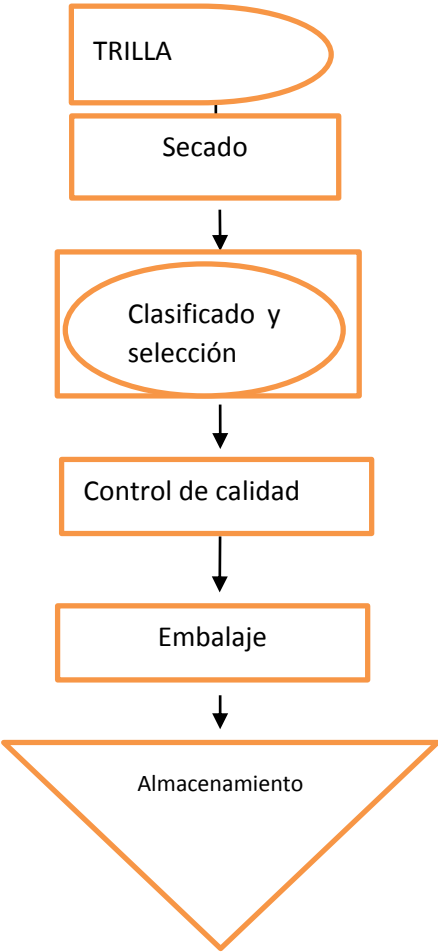 TRILLA
Secado
Clasificado y
selección
Control de calidad
Embalaje
Almacenamiento